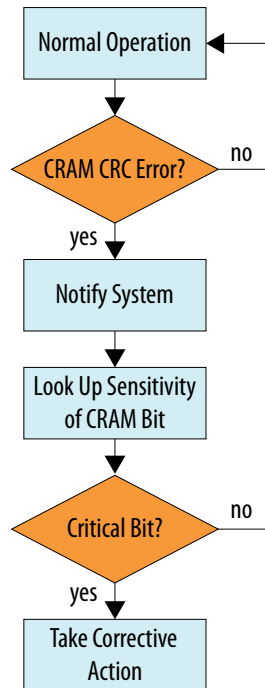 Normal Operation
CRAM CRC Error?
no
yes
Notify System
Look Up Sensitivity
of CRAM Bit
Critical Bit?
no
yes
Take Corrective
Action